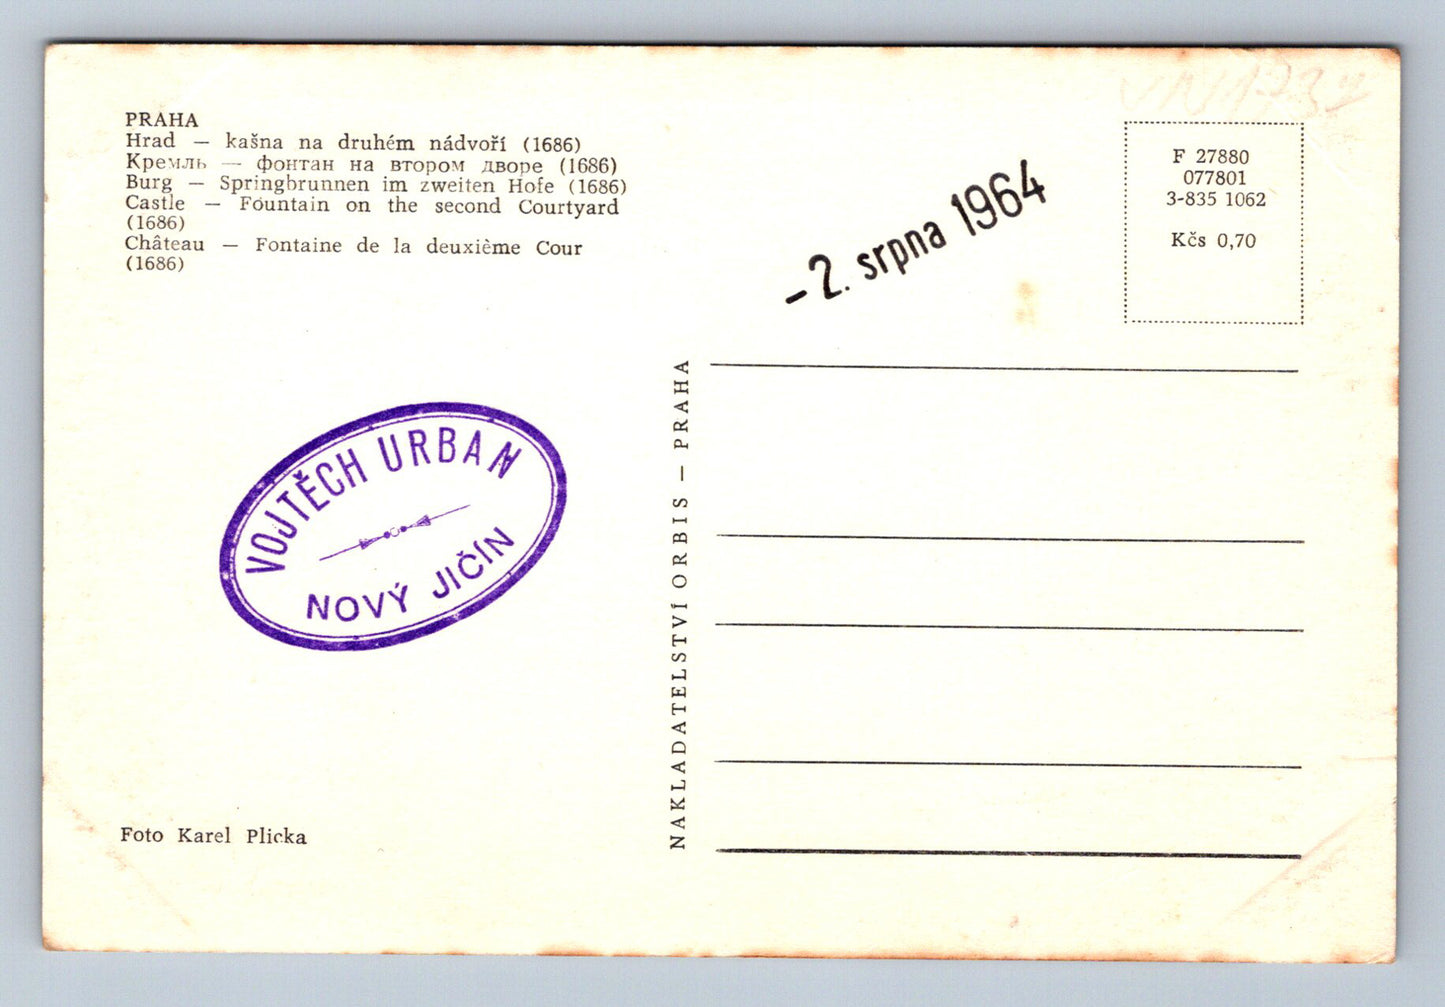 PRAHA
Hrad — kašna na druhém nádvoří (1686)
Кремль — фонтан на втором дворе (1686)
Burg — Springbrunnen im zweiten Hofe (1686)
Castle — Fountain on the second Courtyard
(1686)
Château — Fontaine de la deuxième Cour
(1686)
-2. srpna 1964
F 27880
077801
3-835 1062
Kčs 0,70
VOJTĚCH URBAN
NOVÝ JIČÍN
NAKLADATELSTVÍ ORBIS — PRAHA
Foto Karel Plicka